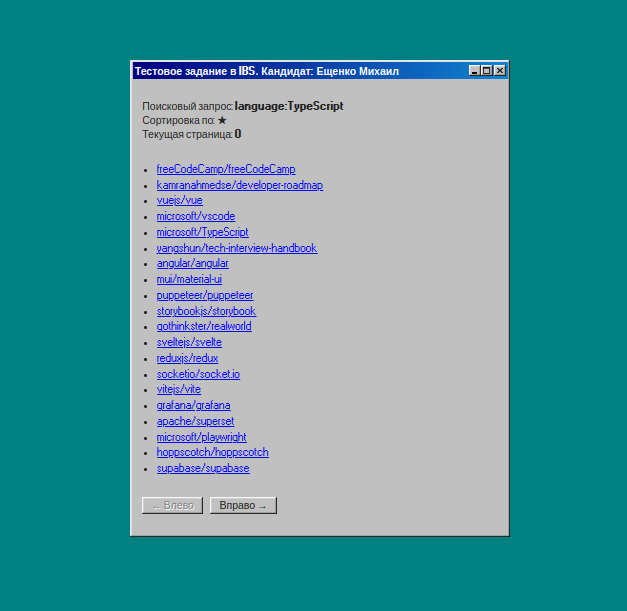 Тестовое задание в IBS. Кандидат: Ещенко Михаил
Поисковый запрос: language:TypeScript
Сортировка по: ★
Текущая страница: 0
• freeCodeCamp/freeCodeCamp
• kamranahmedse/developer-roadmap
• vuejs/vue
• microsoft/vscode
• microsoft/TypeScript
• yangshun/tech-interview-handbook
• angular/angular
• mui/material-ui
• puppeteer/puppeteer
• storybookjs/storybook
• gothinkster/realworld
• sveltejs/svelte
• reduxjs/redux
• socketio/socket.io
• vitejs/vite
• grafana/grafana
• apache/superset
• microsoft/playwright
• hoppscotch/hoppscotch
• supabase/supabase
← Влево Вправо →